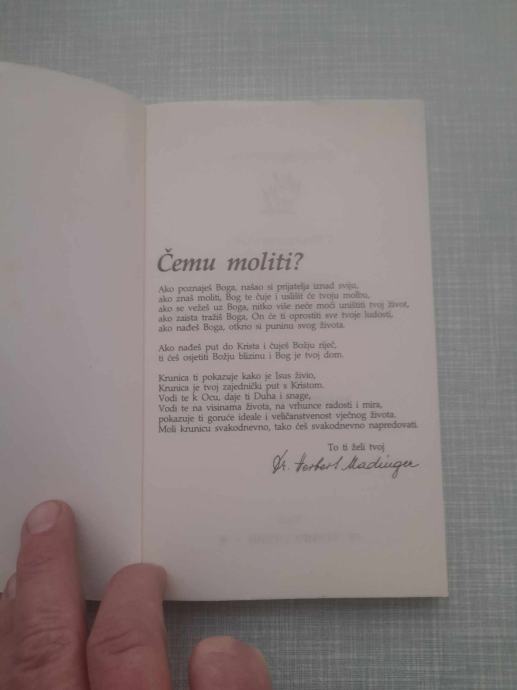 Čemu moliti?
Ako poznaješ Boga, našao si prijatelja iznad sviju,
ako znaš moliti, Bog te čuje i uslišit će tvoju molbu,
ako se vežeš uz Boga, nitko više neće moći uništiti tvoj život,
ako zaista tražiš Boga, On će ti oprostiti sve tvoje ludosti,
ako nađeš Boga, otkrio si puninu svog života.
Ako nađeš put do Krista i čuješ Božju riječ,
ti ćeš osjetiti Božju blizinu i Bog je tvoj dom.
Krunica ti pokazuje kako je Isus živio,
Krunica je tvoj zajednički put s Kristom.
Vodi te k Ocu, daje ti Duha i snage,
Vodi te na visinama života, na vrhunce radosti i mira,
pokazuje ti goruće ideale i veličanstvenost vječnog života.
Moli krunicu svakodnevno, tako ćeš svakodnevno napredovati.
To ti želi tvoj
Dr. Herbert Madinger